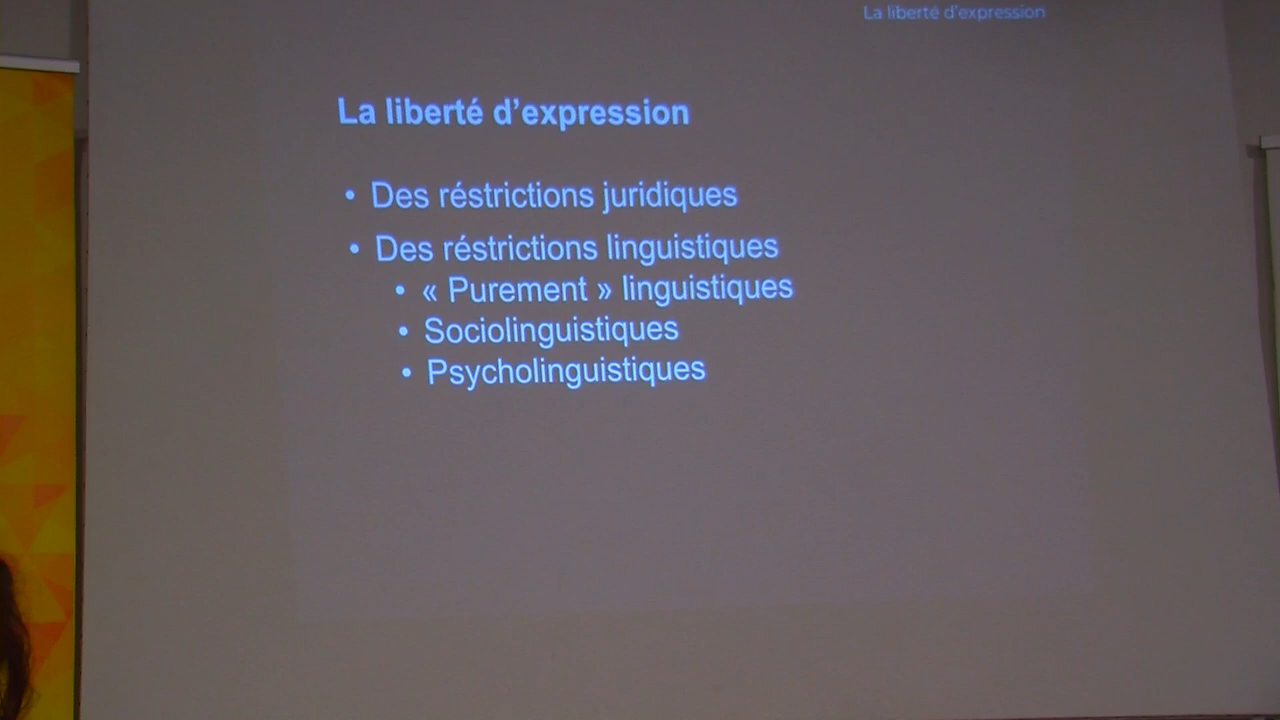 La liberté d'expression
La liberté d’expression
• Des réstrictions juridiques
• Des réstrictions linguistiques
• « Purement » linguistiques
• Sociolinguistiques
• Psycholinguistiques